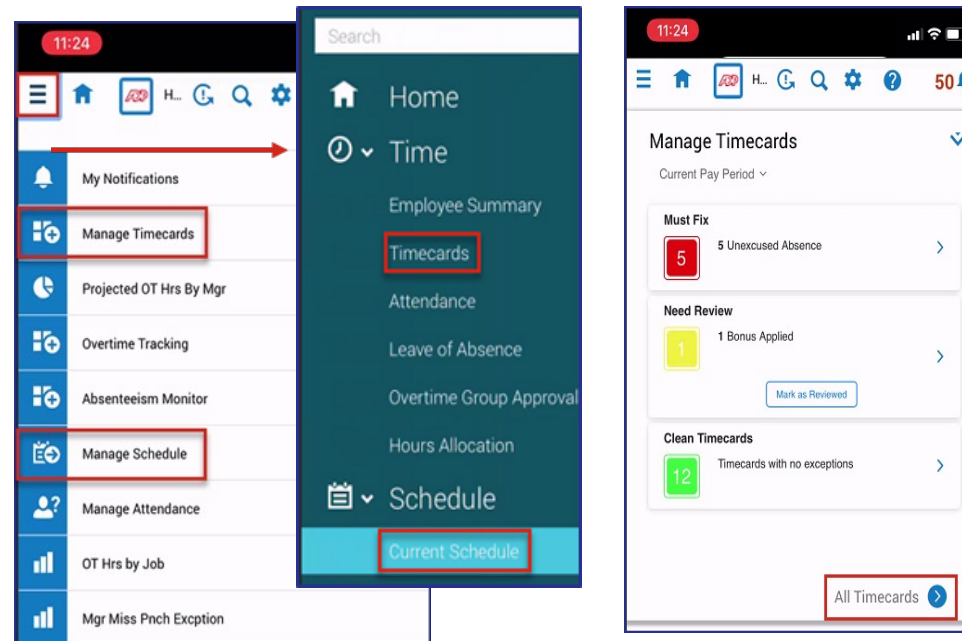 11:24
ADP H...
My Notifications
Manage Timecards
Projected OT Hrs By Mgr
Overtime Tracking
Absenteeism Monitor
Manage Schedule
Manage Attendance
OT Hrs by Job
Mgr Miss Pnch Excption
Search
Home
Time
Employee Summary
Timecards
Attendance
Leave of Absence
Overtime Group Approval
Hours Allocation
Schedule
Current Schedule
11:24
ADP H... ? 50
Manage Timecards
Current Pay Period
Must Fix
5
5 Unexcused Absence
Need Review
1
1 Bonus Applied
Mark as Reviewed
Clean Timecards
12
Timecards with no exceptions
All Timecards